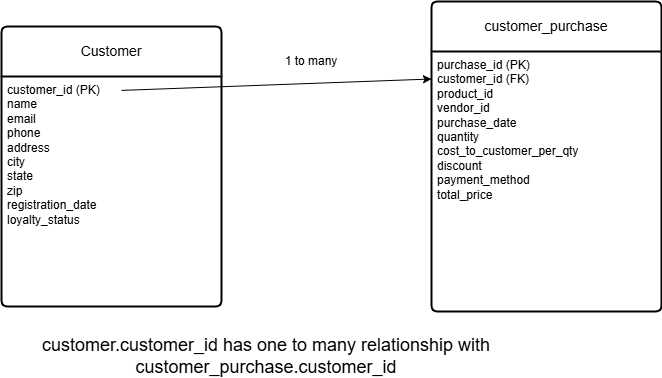 Customer
customer_id (PK)
name
email
phone
address
city
state
zip
registration_date
loyalty_status
1 to many
customer_purchase
purchase_id (PK)
customer_id (FK)
product_id
vendor_id
purchase_date
quantity
cost_to_customer_per_qty
discount
payment_method
total_price
customer.customer_id has one to many relationship with
customer_purchase.customer_id